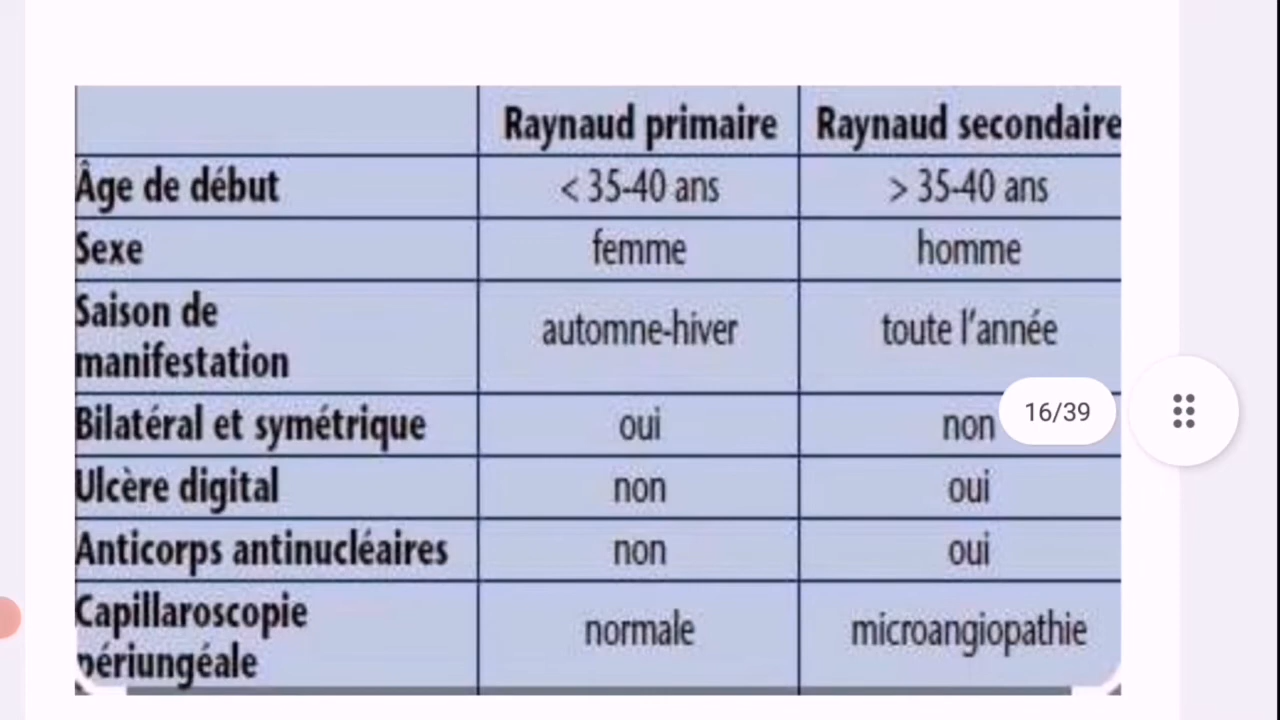 Raynaud primaire Raynaud secondaire
Âge de début < 35-40 ans > 35-40 ans
Sexe femme homme
Saison de
manifestation automne-hiver toute l'année
Bilatéral et symétrique oui non
16/39
Ulcère digital non oui
Anticorps antinucléaires non oui
Capillaroscopie
périungéale normale microangiopathie